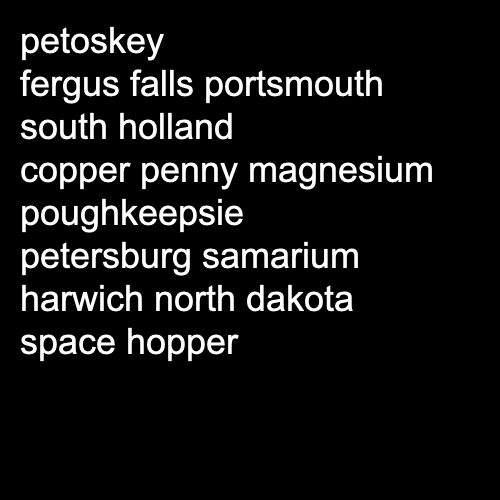 petoskey
fergus falls portsmouth
south holland
copper penny magnesium
poughkeepsie
petersburg samarium
harwich north dakota
space hopper